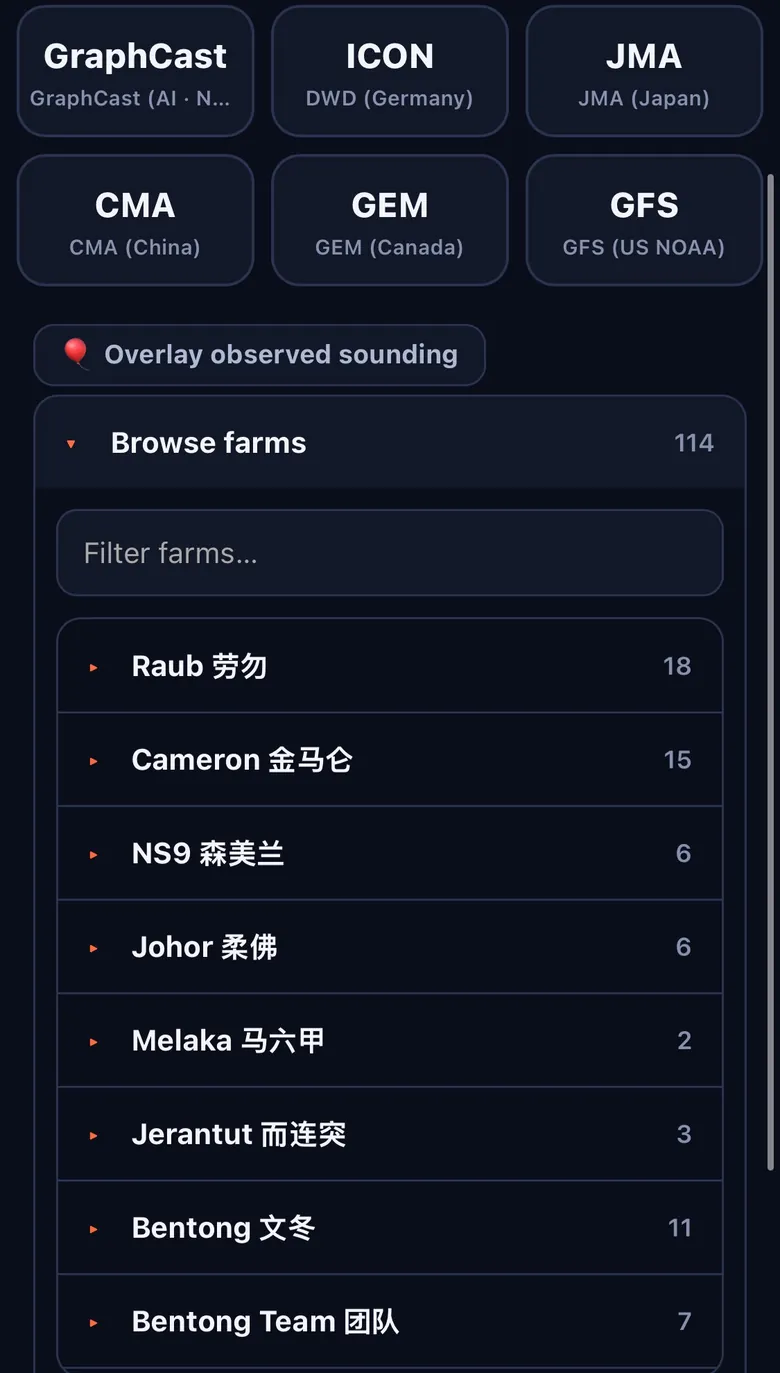 GraphCast
GraphCast (AI · N...
ICON
DWD (Germany)
JMA
JMA (Japan)
CMA
CMA (China)
GEM
GEM (Canada)
GFS
GFS (US NOAA)
Overlay observed sounding
Browse farms 114
Filter farms...
Raub 劳勿 18
Cameron 金马仑 15
NS9 森美兰 6
Johor 柔佛 6
Melaka 马六甲 2
Jerantut 而连突 3
Bentong 文冬 11
Bentong Team 团队 7